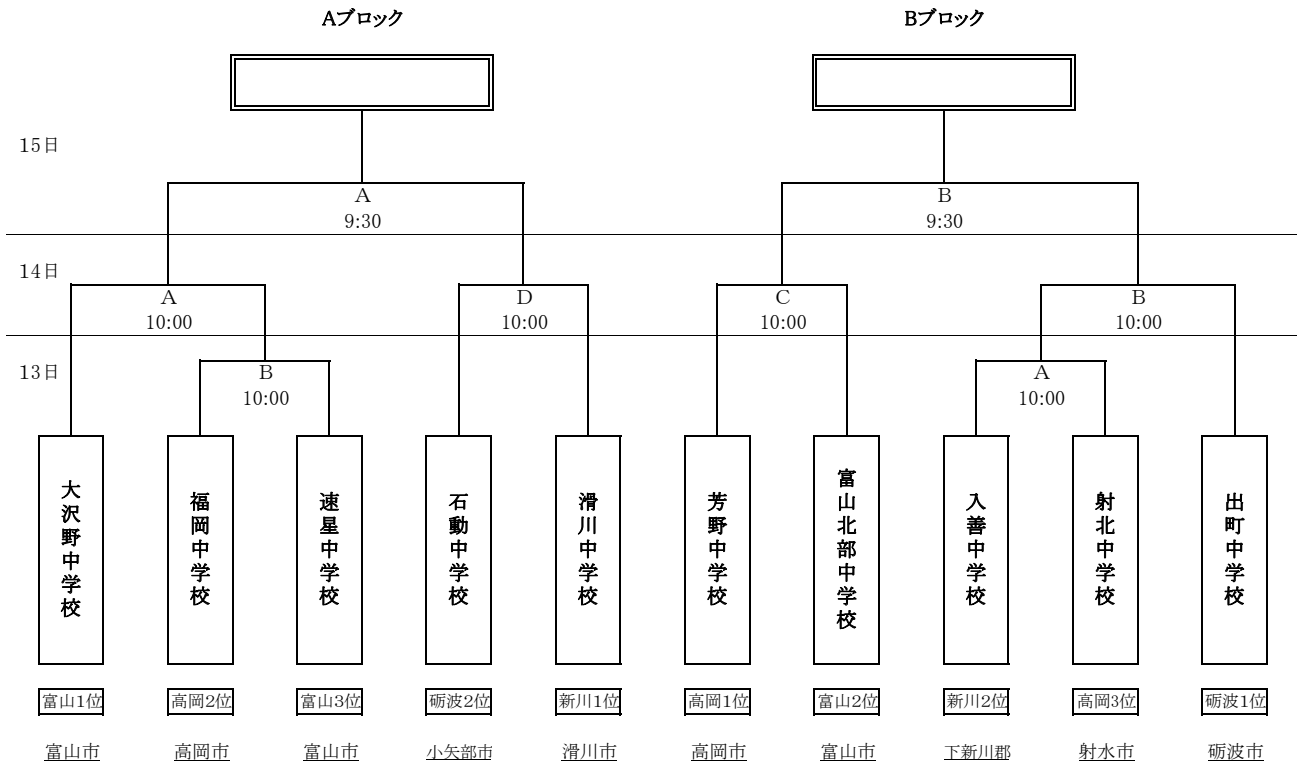 Aブロック
Bブロック
15日
A
9:30
B
9:30
14日
A
10:00
D
10:00
C
10:00
B
10:00
13日
B
10:00
A
10:00
大沢野中学校
福岡中学校
速星中学校
石動中学校
滑川中学校
芳野中学校
富山北部中学校
入善中学校
射北中学校
出町中学校
富山1位
高岡2位
富山3位
砺波2位
新川1位
高岡1位
富山2位
新川2位
高岡3位
砺波1位
富山市
高岡市
富山市
小矢部市
滑川市
高岡市
富山市
下新川郡
射水市
砺波市